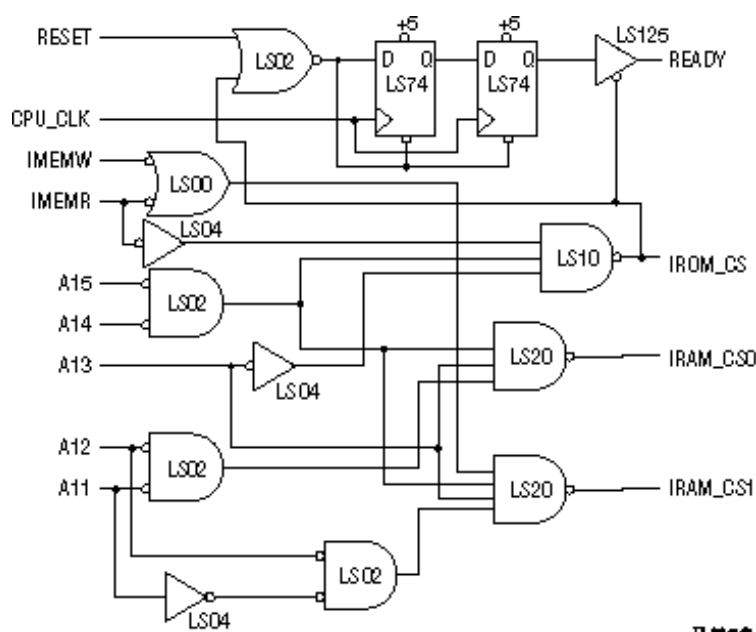 +5 +5 LS125
RESET LS02 D Q D Q READY
LS74 LS74
CPU_CLK
IMEMW
LS00
IMEMR
LS04
LS10 IROM_CS
A15
LS02
A14
A13 LS20 IRAM_CS0
LS04
A12
LS02
A11 LS20 IRAM_CS1
LS02
LS04